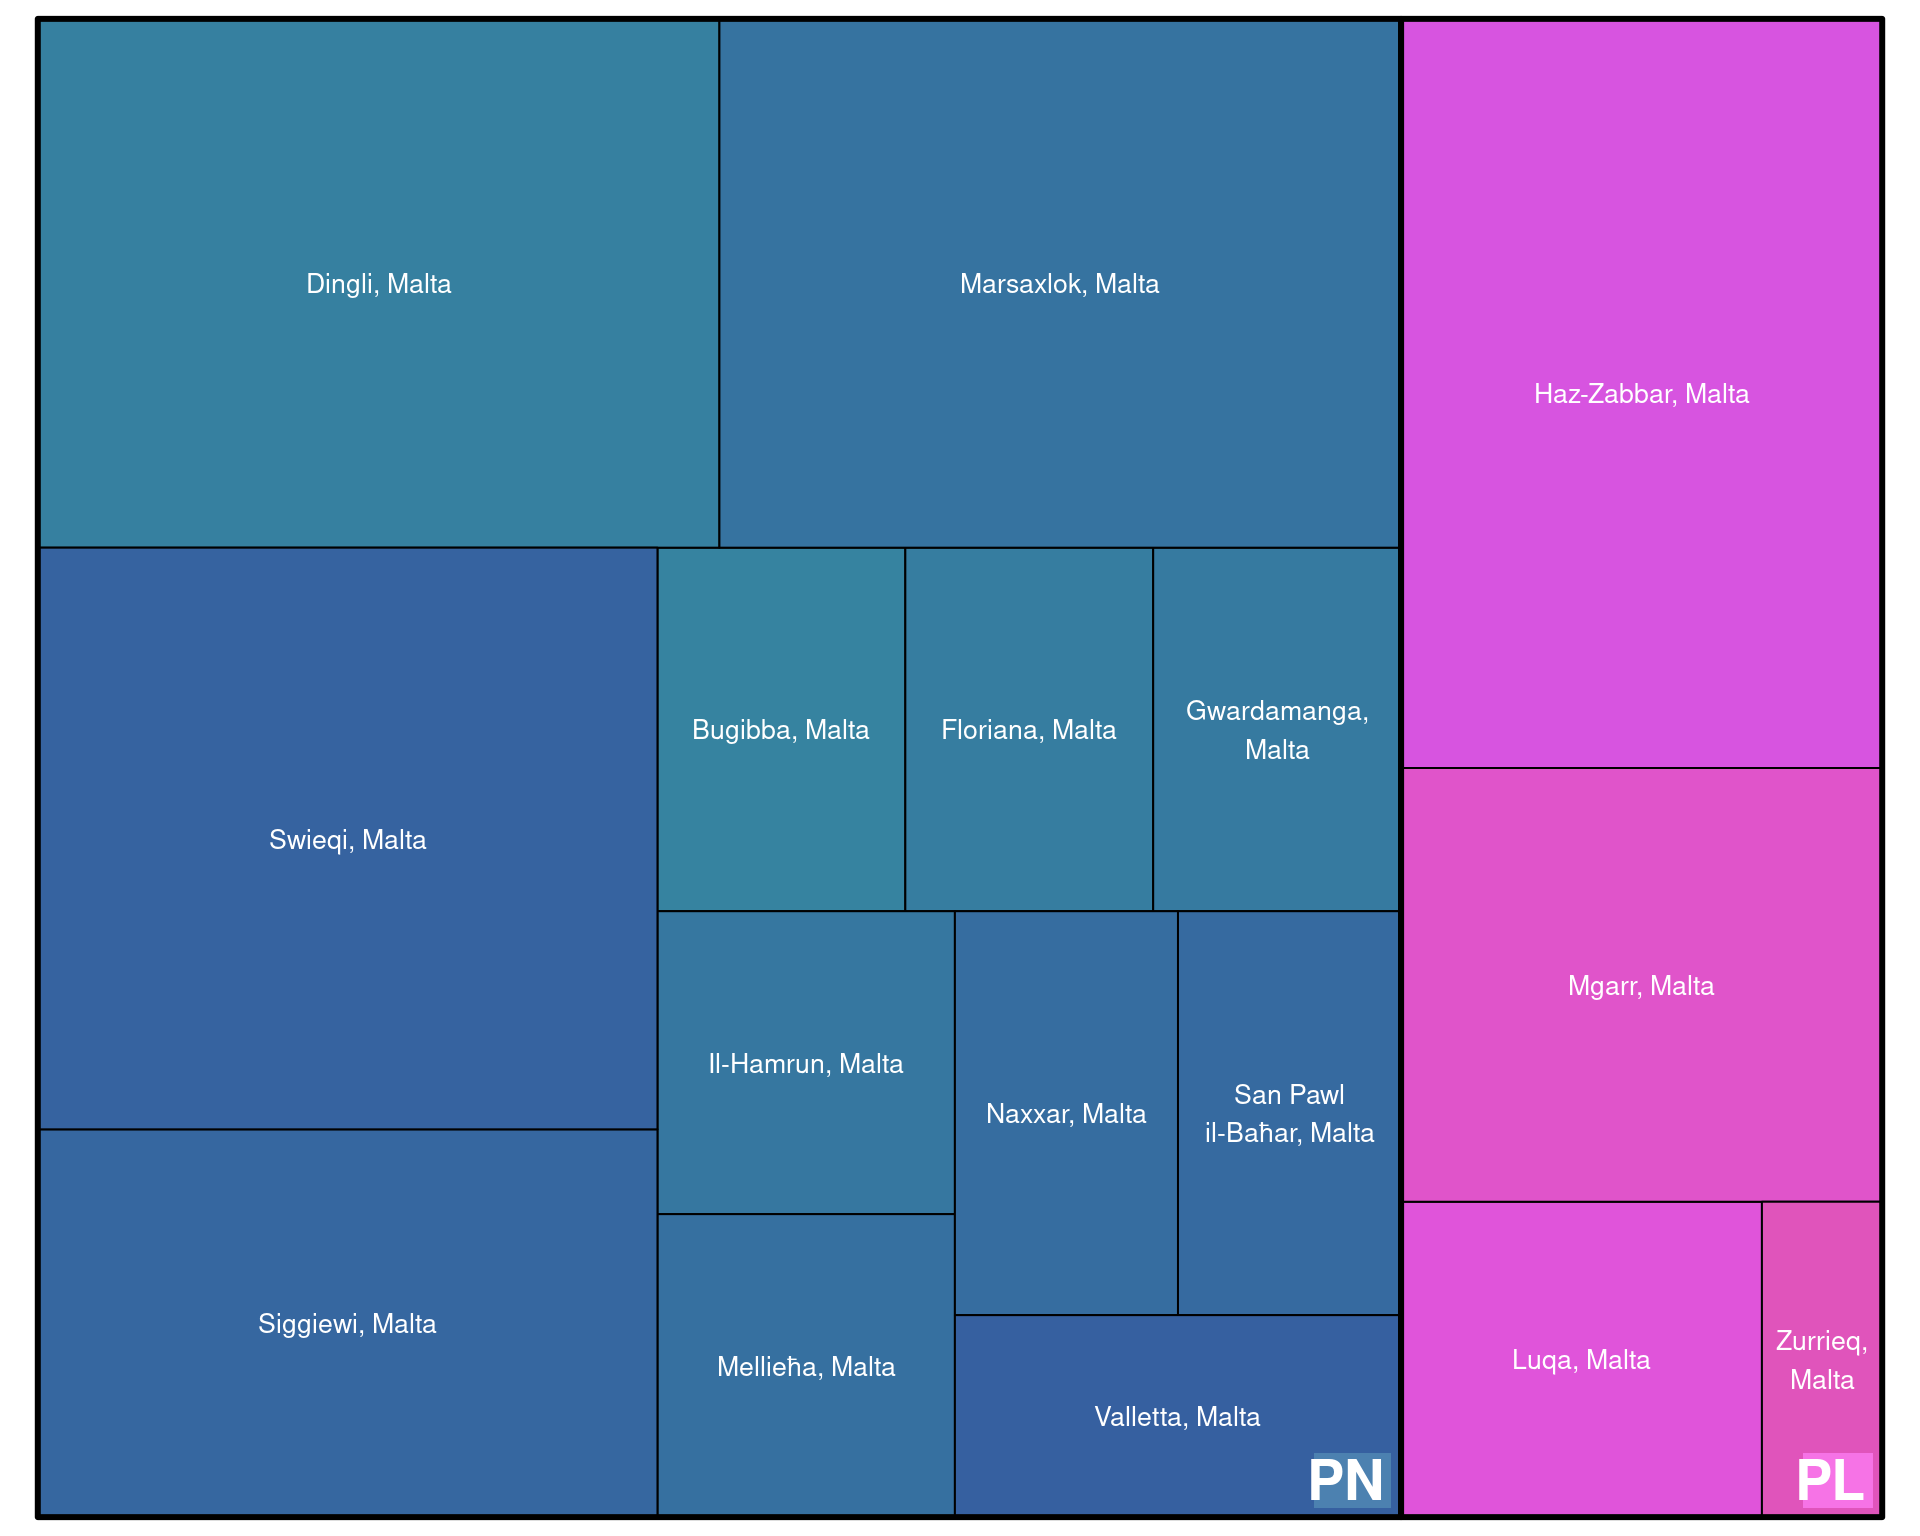 Dingli, Malta
Marsaxlok, Malta
Haz-Zabbar, Malta
Swieqi, Malta
Bugibba, Malta
Floriana, Malta
Gwardamanga,
Malta
Mgarr, Malta
Il-Hamrun, Malta
Naxxar, Malta
San Pawl
il-Baħar, Malta
Siggiewi, Malta
Mellieħa, Malta
Valletta, Malta
Luqa, Malta
Zurrieq,
Malta
PN
PL